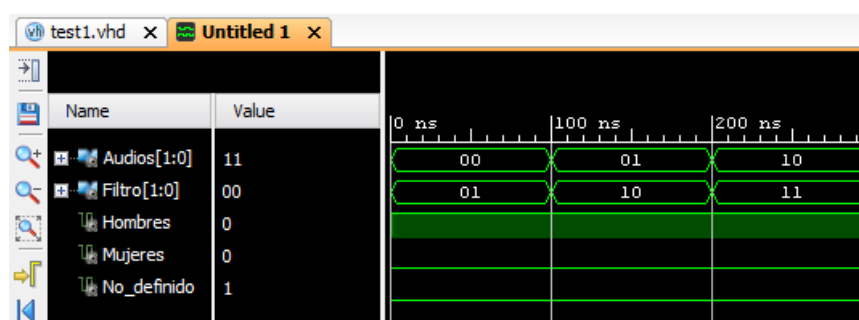 test1.vhd X Untitled 1 X
Name Value
0 ns 100 ns 200 ns
Audios[1:0] 11 00 01 10
Filtro[1:0] 00 01 10 11
Hombres 0
Mujeres 0
No_definido 1